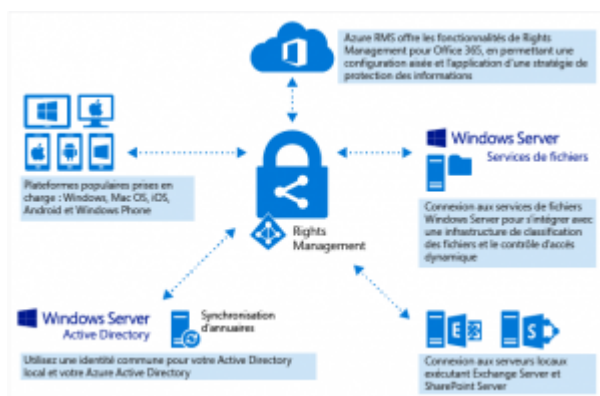 Azure RMS offre les fonctionnalités de Rights
Management pour Office 365, en permettant une
configuration aisée et l'application d'une stratégie de
protection des informations
Windows Server
Services de fichiers
Plateformes populaires prises en
charge : Windows, Mac OS, iOS,
Android et Windows Phone
Connexion aux services de fichiers
Windows Server pour s'intégrer avec
une infrastructure de classification
des fichiers et le contrôle d'accès
dynamique
Rights
Management
Windows Server
Active Directory
Synchronisation
d'annuaires
Utilisez une identité commune pour votre Active Directory
local et votre Azure Active Directory
E
S
Connexion aux serveurs locaux
exécutant Exchange Server et
SharePoint Server